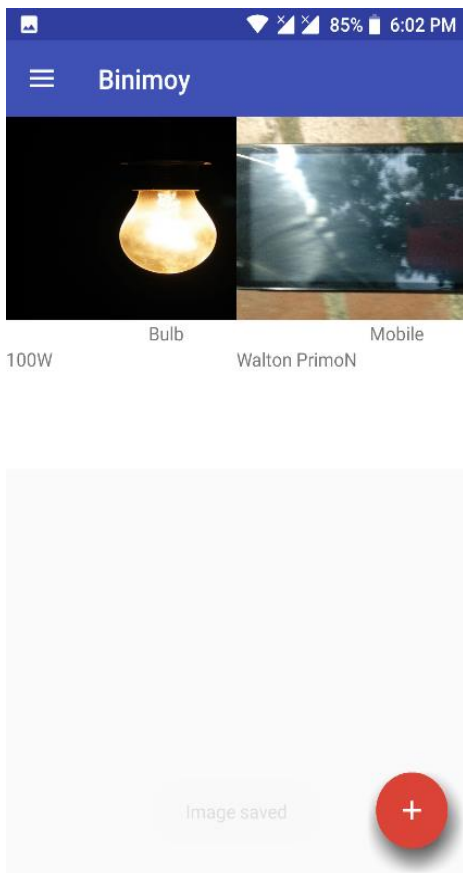 85% 6:02 PM
Binimoy
Bulb
Mobile
100W
Walton PrimoN
Image saved